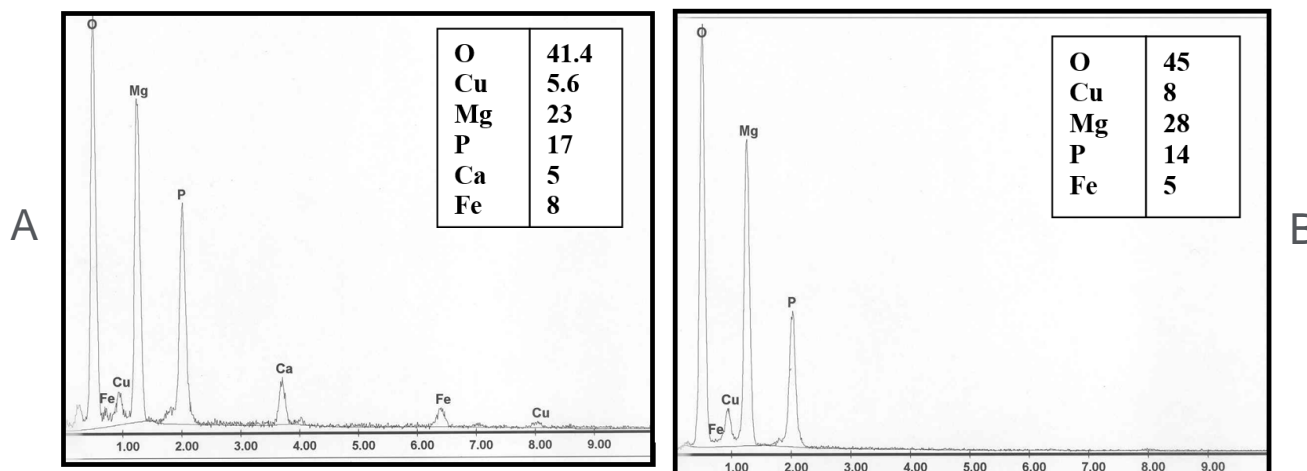 A
O
Mg
P
Ca
Fe
Cu
Fe
Cu
1.00 2.00 3.00 4.00 5.00 6.00 7.00 8.00 9.00
O 41.4
Cu 5.6
Mg 23
P 17
Ca 5
Fe 8
O
Mg
P
Cu
Fe
1.00 2.00 3.00 4.00 5.00 6.00 7.00 8.00 9.00
O 45
Cu 8
Mg 28
P 14
Fe 5
B